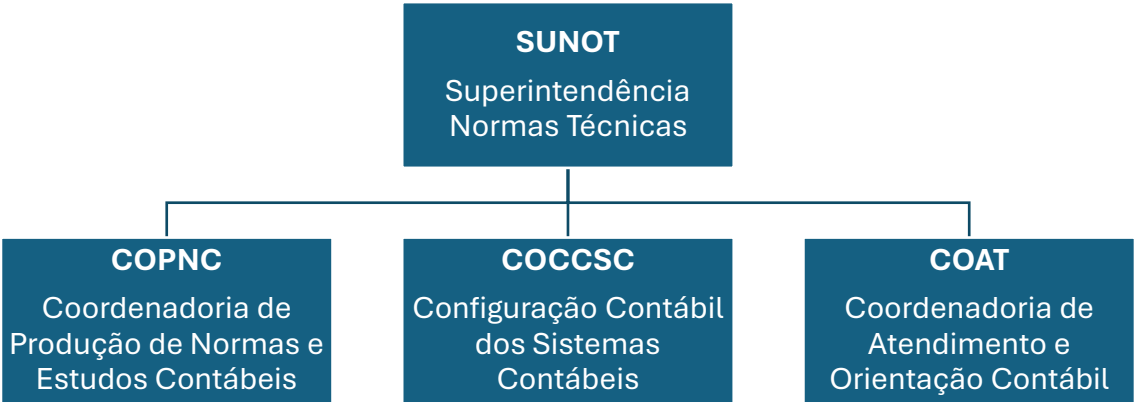 SUNOT
Superintendência
Normas Técnicas
COPNC
Coordenadoria de
Produção de Normas e
Estudos Contábeis
COCCSC
Configuração Contábil
dos Sistemas
Contábeis
COAT
Coordenadoria de
Atendimento e
Orientação Contábil